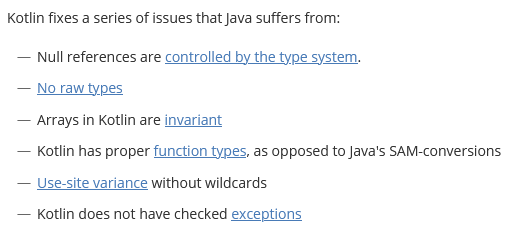 Kotlin fixes a series of issues that Java suffers from:
— Null references are controlled by the type system.
— No raw types
— Arrays in Kotlin are invariant
— Kotlin has proper function types, as opposed to Java's SAM-conversions
— Use-site variance without wildcards
— Kotlin does not have checked exceptions